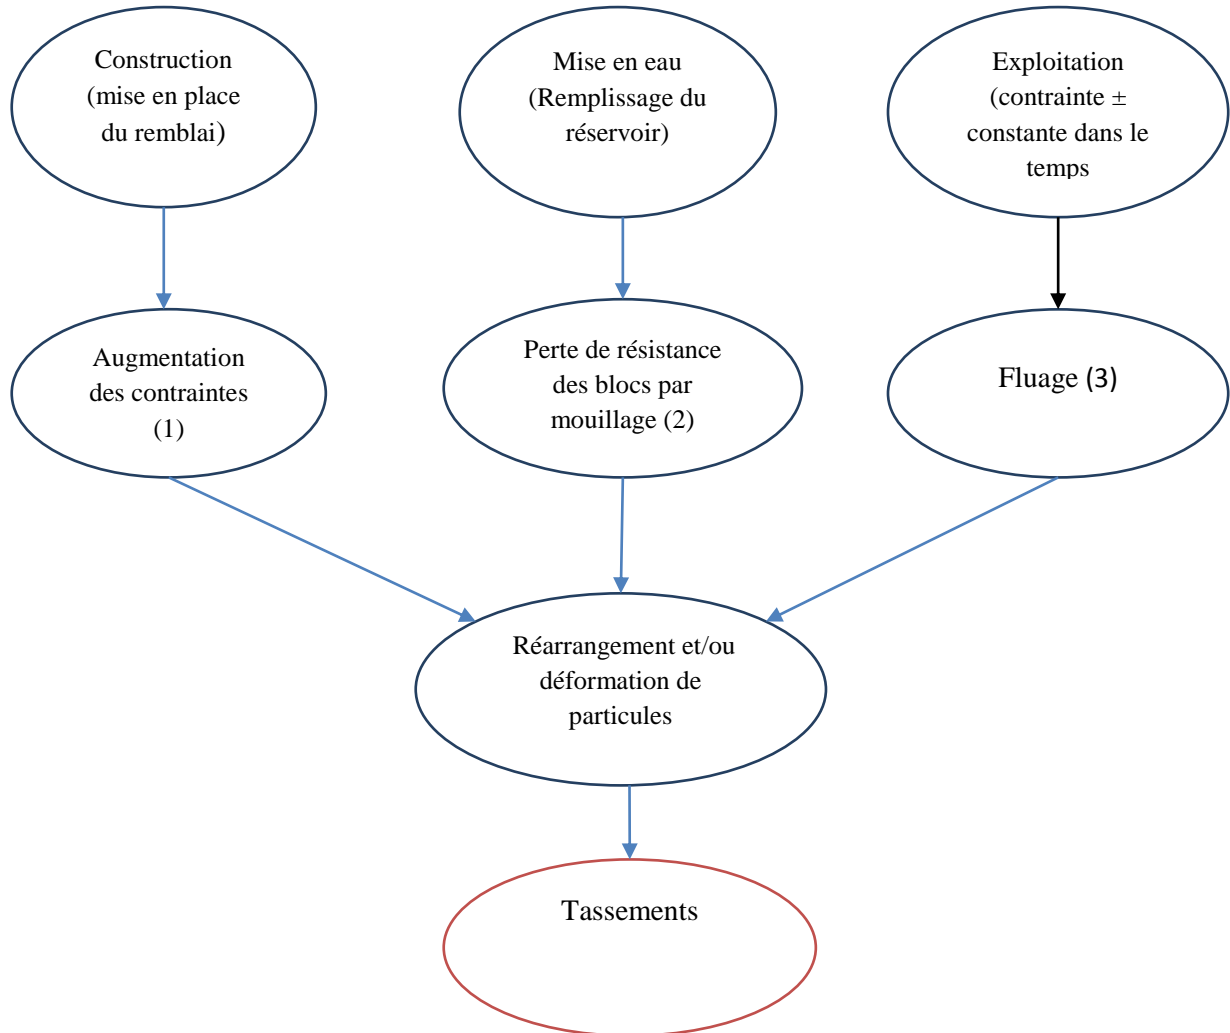 Construction
(mise en place
du remblai)
Mise en eau
(Remplissage du
réservoir)
Exploitation
(contrainte ±
constante dans le
temps
Augmentation
des contraintes
(1)
Perte de résistance
des blocs par
mouillage (2)
Fluage (3)
Réarrangement et/ou
déformation de
particules
Tassements